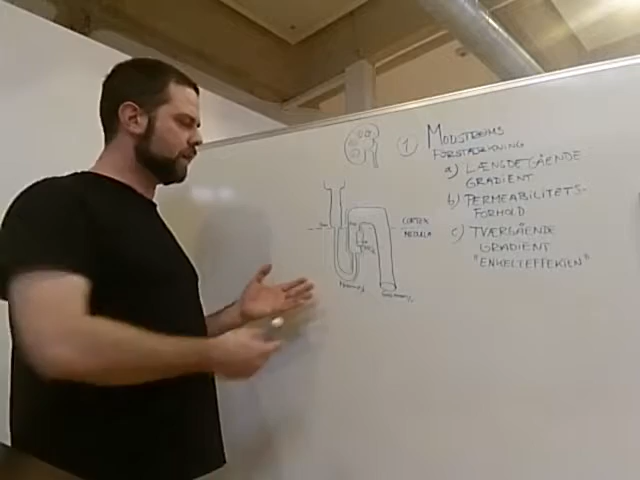 1 MODSTRØMS
FORSTÆRKNING
a) LÆNGDEGÅENDE
GRADIENT
b) PERMEABILITETS-
FORHOLD
c) TVÆRGÅENDE
GRADIENT
"ENKELTEFFEKTEN"
CORTEX
MEDULLA